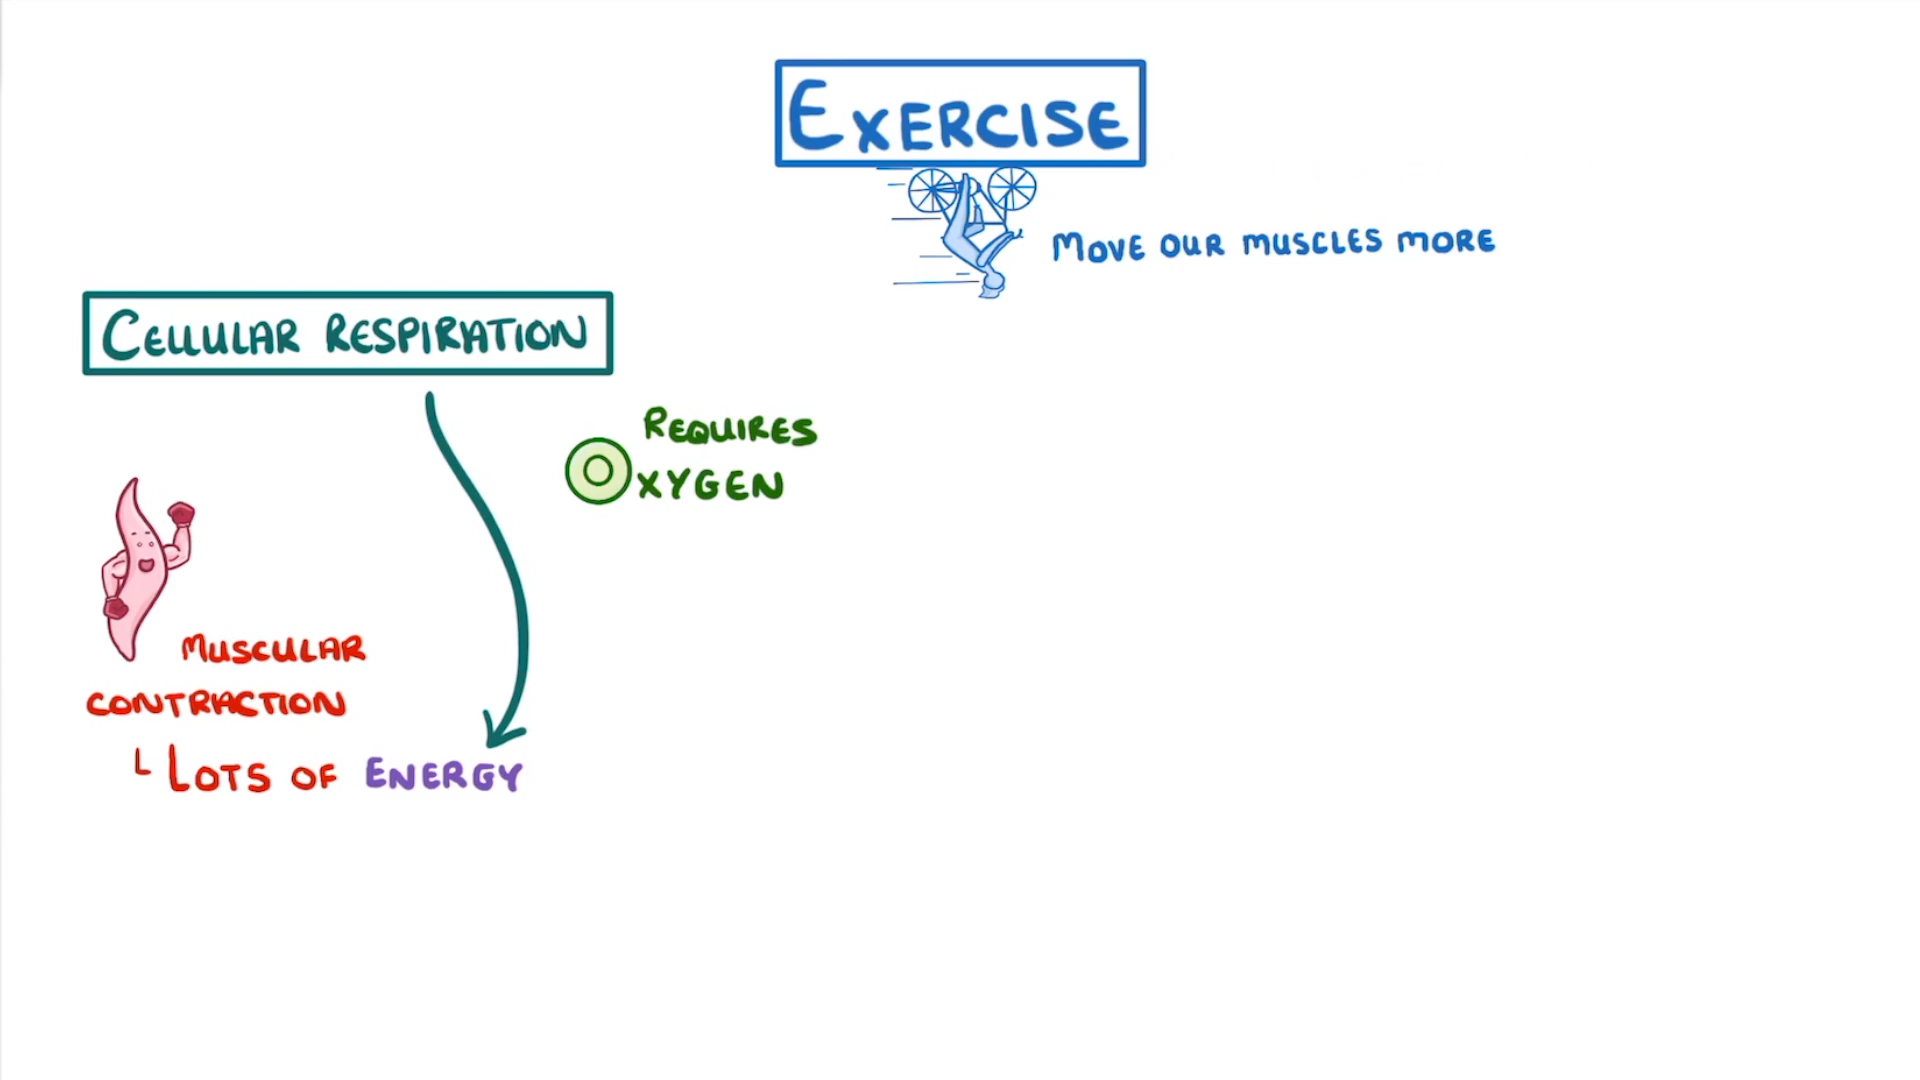 EXERCISE
MOVE OUR MUSCLES MORE
CELLULAR RESPIRATION
REQUIRES
OXYGEN
MUSCULAR
CONTRACTION
LOTS OF ENERGY